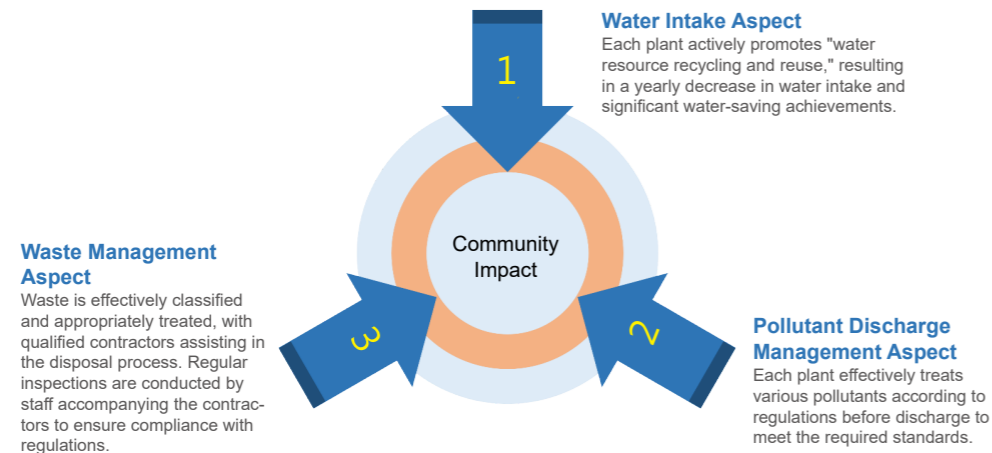 1
Water Intake Aspect
Each plant actively promotes "water
resource recycling and reuse," resulting
in a yearly decrease in water intake and
significant water-saving achievements.
Community
Impact
2
Pollutant Discharge
Management Aspect
Each plant effectively treats
various pollutants according to
regulations before discharge to
meet the required standards.
3
Waste Management
Aspect
Waste is effectively classified
and appropriately treated, with
qualified contractors assisting in
the disposal process. Regular
inspections are conducted by
staff accompanying the contrac-
tors to ensure compliance with
regulations.